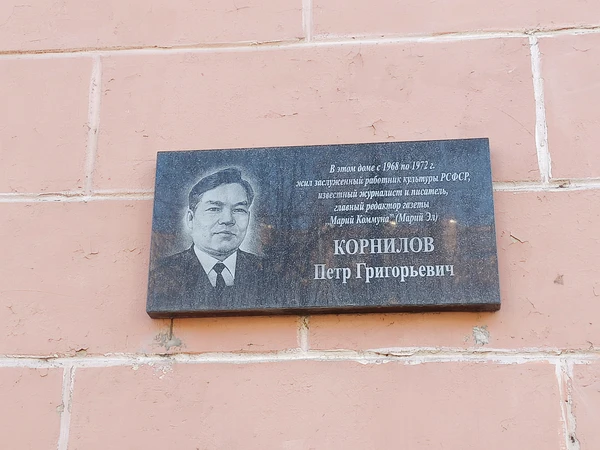 В этом доме с 1968 по 1972 г.
жил заслуженный работник культуры РСФСР,
известный журналист и писатель,
главный редактор газеты
"Марий Коммуна" (Марий Эл)
КОРНИЛОВ
Петр Григорьевич